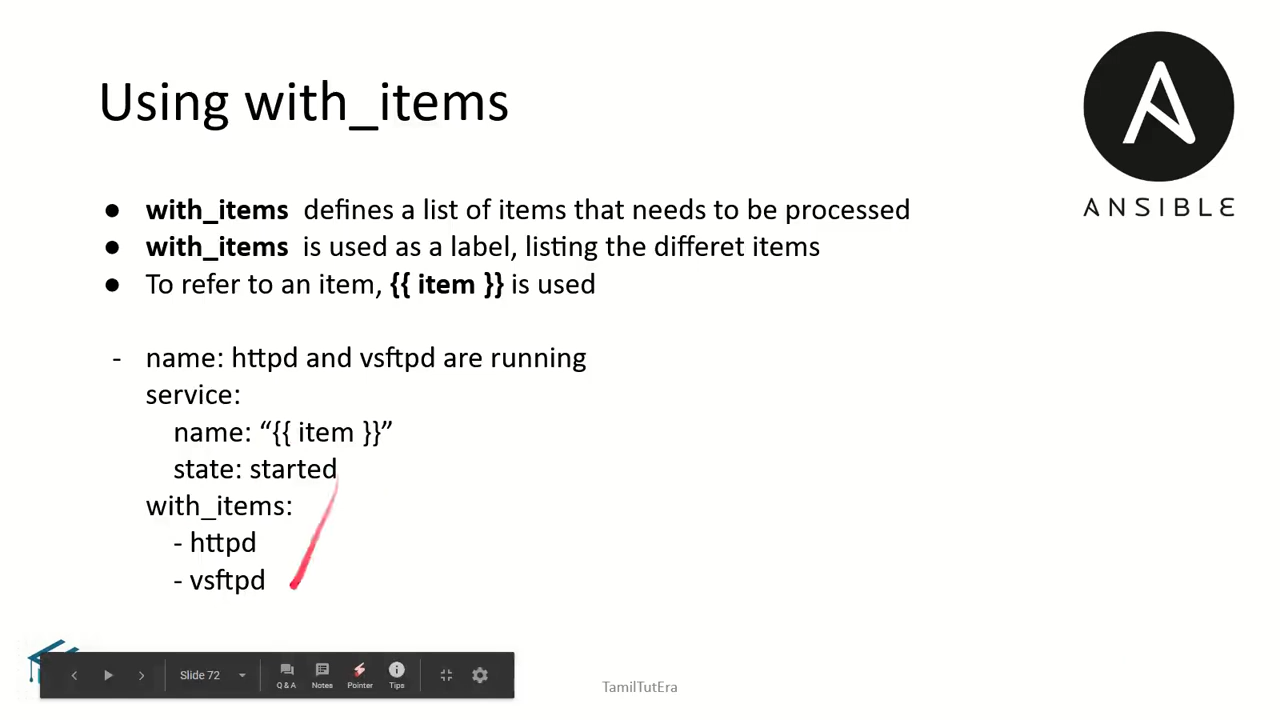 Using with_items
ANSIBLE
● with_items defines a list of items that needs to be processed
● with_items is used as a label, listing the differet items
● To refer to an item, {{ item }} is used
- name: httpd and vsftpd are running
service:
name: “{{ item }}”
state: started
with_items:
- httpd
- vsftpd
Slide 72
Q & A
Notes
Pointer
Tips
TamilTutEra